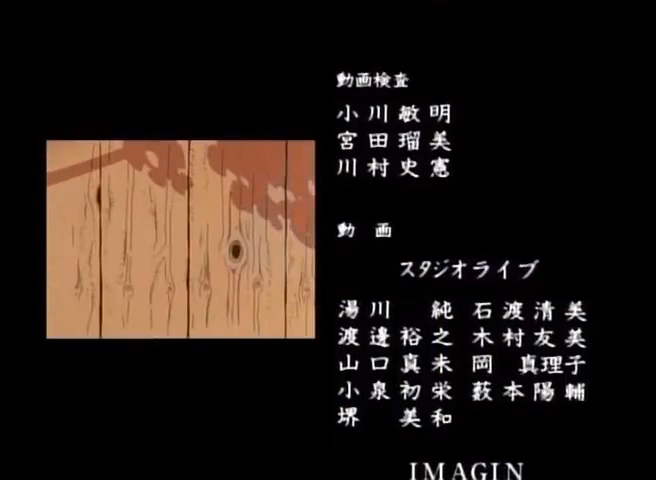 動画検査
小川敏明
宮田瑠美
川村史憲
動 画
スタジオライブ
湯川 純 石渡清美
渡邊裕之 木村友美
山口真未 岡 真理子
小泉初栄 薮本陽輔
堺 美和
IMAGIN